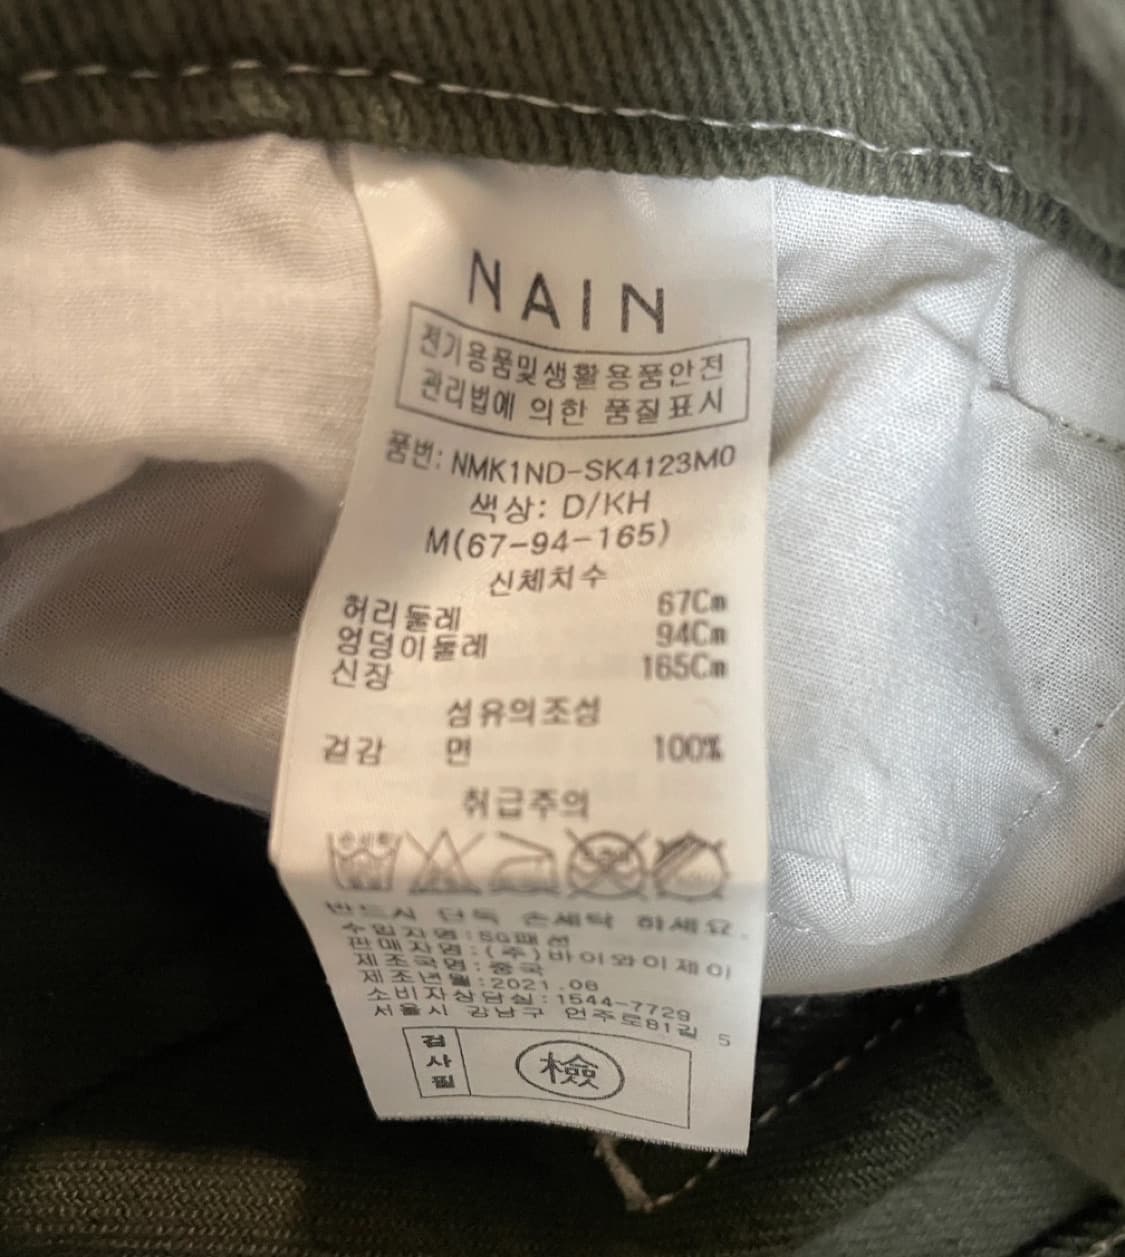 NAIN
전기용품및생활용품안전
관리법에 의한 품질표시
품번: NMK1ND-SK4123M0
색상: D/KH
M(67-94-165)
신체치수
허리둘레 67Cm
엉덩이둘레 94Cm
신장 165Cm
섬유의조성
겉감 면 100%
취급주의
손세탁
반드시 단독 손세탁 하세요.
수입자명:SG패션
판매자명:(주)바이와이제이
제조국명:중국
제조년월:2021.08
소비자상담실:1544-7729
서울시 강남구 언주로81길 5
검사필
檢